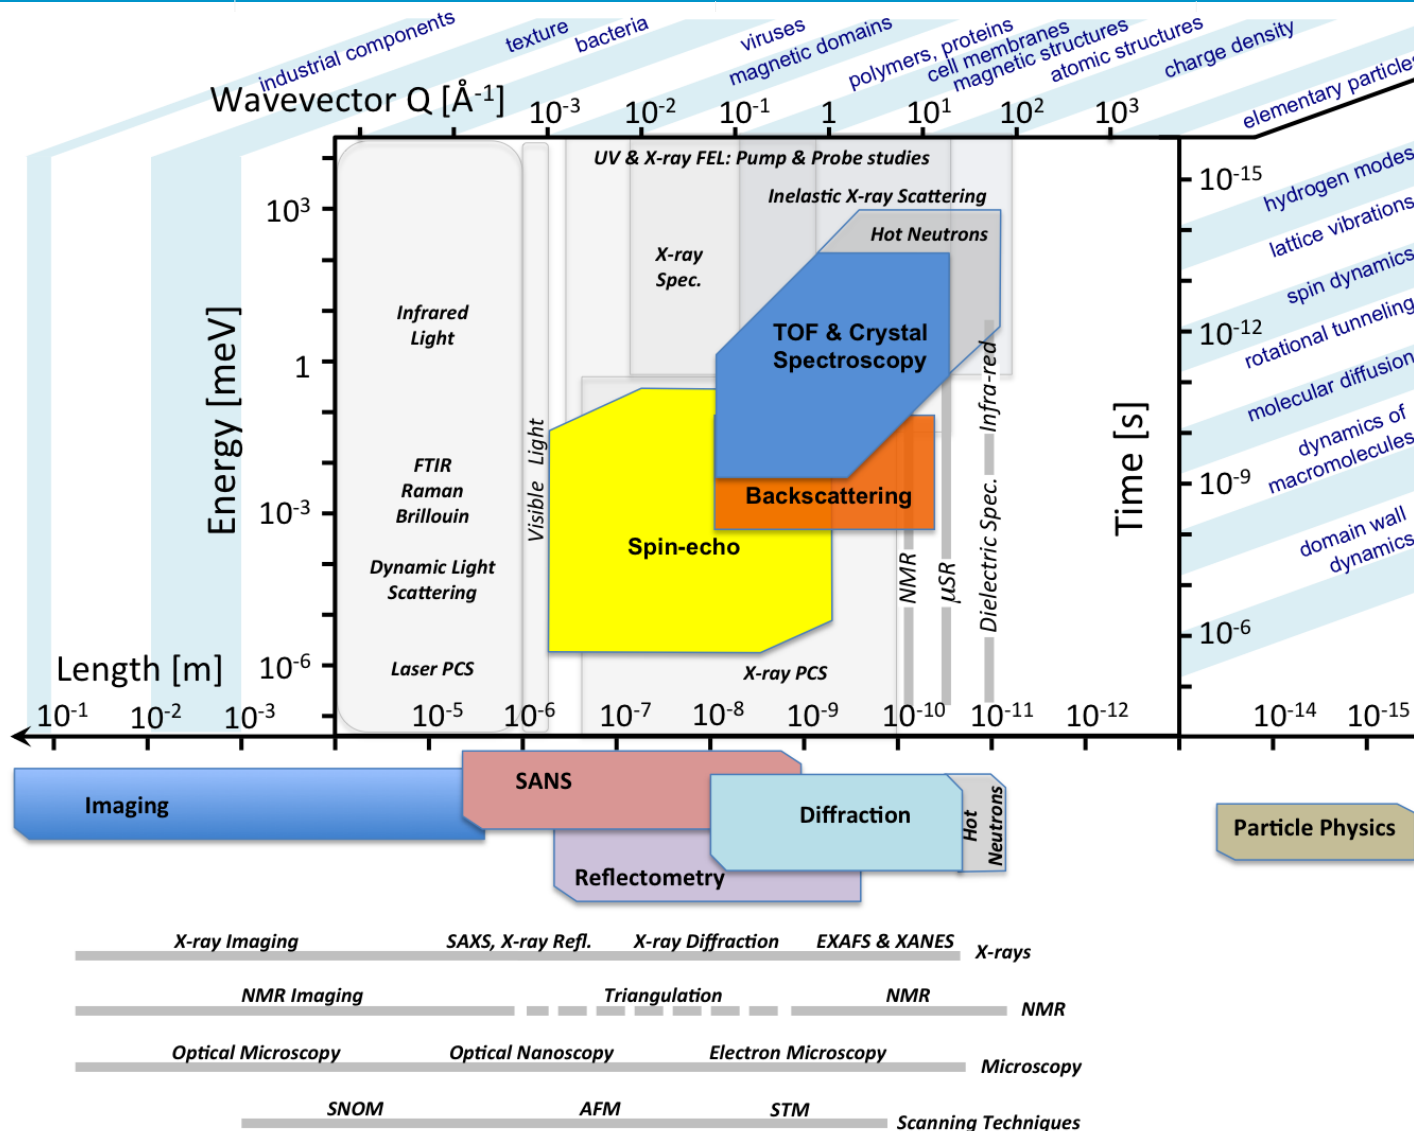 industrial components
texture
bacteria
viruses
magnetic domains
polymers, proteins
cell membranes
magnetic structures
atomic structures
charge density
elementary particles
Wavevector Q [Å-1]
10-3
10-2
10-1
1
101
102
103
UV & X-ray FEL: Pump & Probe studies
Inelastic X-ray Scattering
Hot Neutrons
X-ray
Spec.
Infrared
Light
TOF & Crystal
Spectroscopy
FTIR
Raman
Brillouin
Visible Light
Backscattering
Spin-echo
Dynamic Light
Scattering
Laser PCS
X-ray PCS
NMR
µSR
Dielectric Spec. Infra-red
Energy [meV]
103
1
10-3
10-6
Time [s]
10-15
10-12
10-9
10-6
hydrogen modes
lattice vibrations
spin dynamics
rotational tunneling
molecular diffusion
dynamics of
macromolecules
domain wall
dynamics
Length [m]
10-1
10-2
10-3
10-5
10-6
10-7
10-8
10-9
10-10
10-11
10-12
10-14
10-15
Imaging
SANS
Diffraction
Hot
Neutrons
Particle Physics
Reflectometry
X-ray Imaging
SAXS, X-ray Refl.
X-ray Diffraction
EXAFS & XANES
X-rays
NMR Imaging
Triangulation
NMR
NMR
Optical Microscopy
Optical Nanoscopy
Electron Microscopy
Microscopy
SNOM
AFM
STM
Scanning Techniques